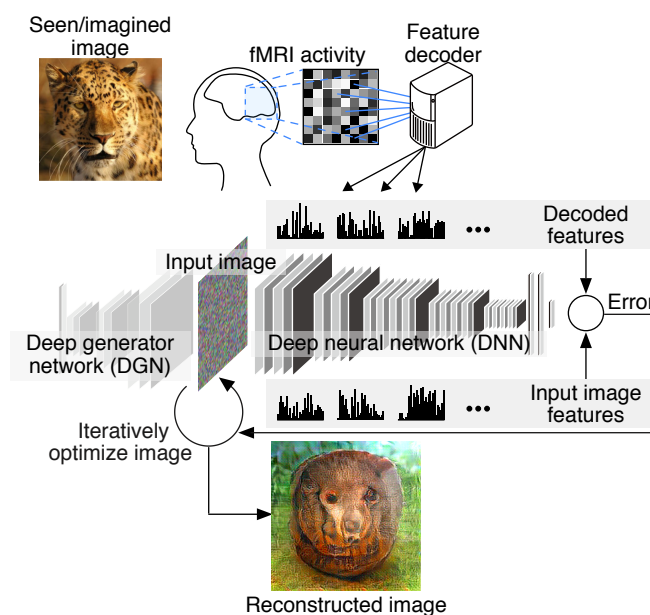 Seen/imagined
image
fMRI activity
Feature
decoder
Decoded
features
Input image
Error
Deep generator
network (DGN)
Deep neural network (DNN)
Input image
features
Iteratively
optimize image
Reconstructed image